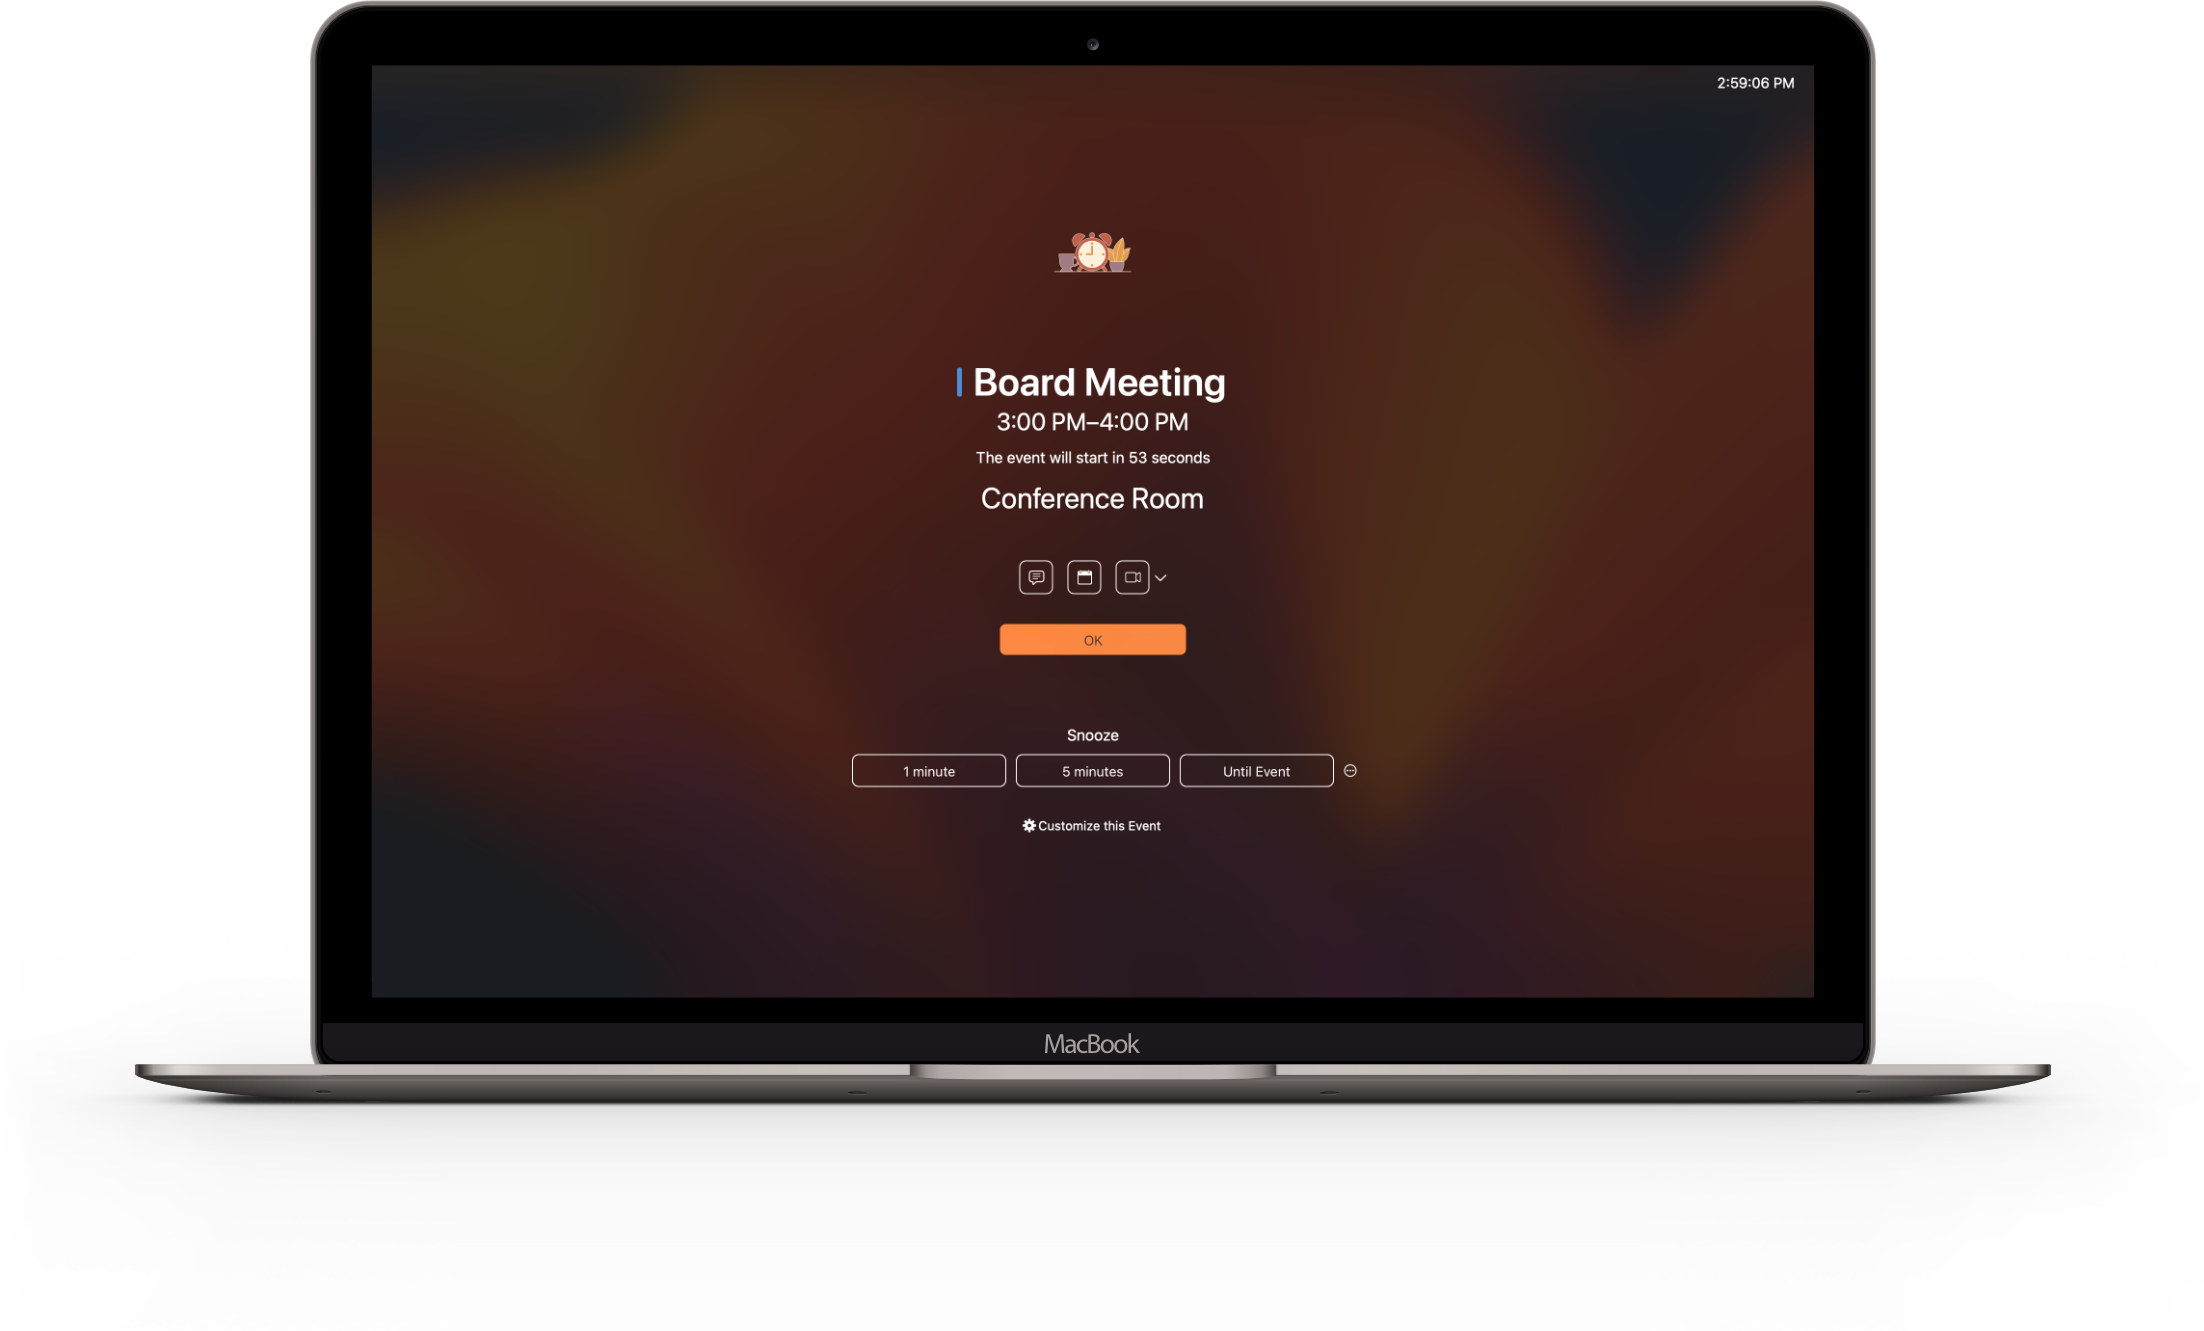 2:59:06 PM
Board Meeting
3:00 PM–4:00 PM
The event will start in 53 seconds
Conference Room
OK
Snooze
1 minute
5 minutes
Until Event
Customize this Event
MacBook